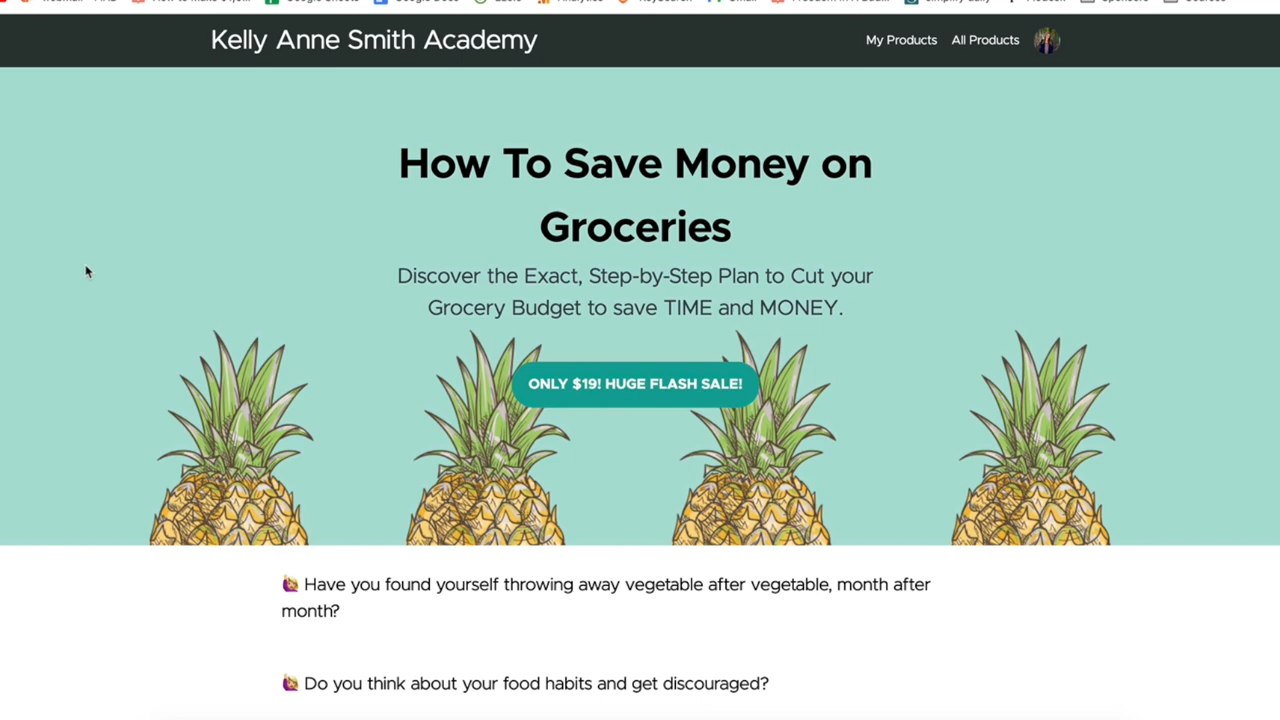 Kelly Anne Smith Academy
My Products All Products
How To Save Money on
Groceries
Discover the Exact, Step-by-Step Plan to Cut your
Grocery Budget to save TIME and MONEY.
ONLY $19! HUGE FLASH SALE!
Have you found yourself throwing away vegetable after vegetable, month after
month?
Do you think about your food habits and get discouraged?